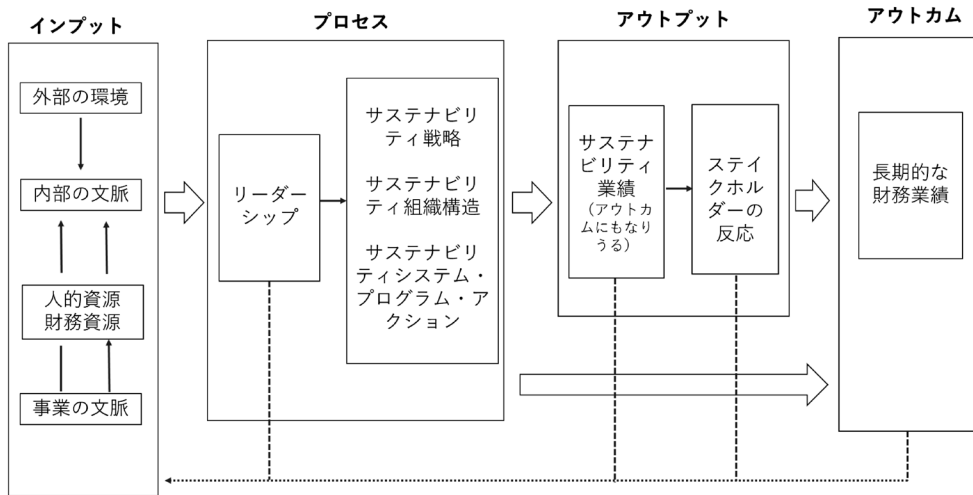 インプット
外部の環境
内部の文脈
人的資源
財務資源
事業の文脈
プロセス
リーダー
シップ
サステナビリ
ティ戦略
サステナビリ
ティ組織構造
サステナビリ
ティシステム・
プログラム・ア
クション
アウトプット
サステナ
ビリティ
業績
（アウトカ
ムにもなり
うる）
ステイ
クホル
ダーの
反応
アウトカム
長期的な
財務業績